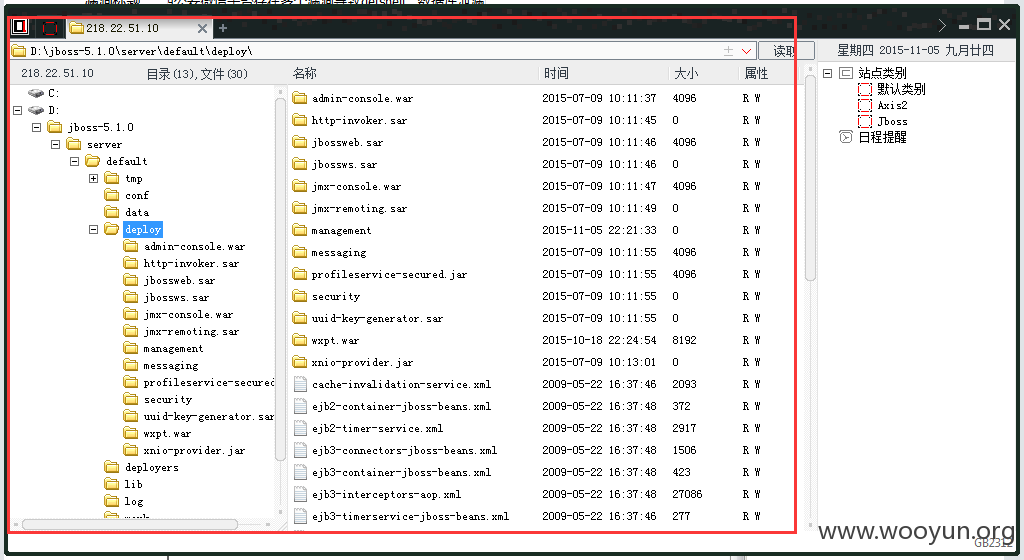 218.22.51.10
星期四 2015-11-05 九月廿四
D:\jboss-5.1.0\server\default\deploy\
读取
218.22.51.10 目录(13),文件(30)
C:
D:
jboss-5.1.0
server
default
tmp
conf
data
deploy
admin-console.war
http-invoker.sar
jbossweb.sar
jbossws.sar
jmx-console.war
jmx-remoting.sar
management
messaging
profileservice-secured
security
uuid-key-generator.sar
wxpt.war
xnio-provider.jar
deployers
lib
log
名称 时间 大小 属性
admin-console.war 2015-07-09 10:11:37 4096 R W
http-invoker.sar 2015-07-09 10:11:45 0 R W
jbossweb.sar 2015-07-09 10:11:46 4096 R W
jbossws.sar 2015-07-09 10:11:46 0 R W
jmx-console.war 2015-07-09 10:11:47 4096 R W
jmx-remoting.sar 2015-07-09 10:11:49 0 R W
management 2015-11-05 22:21:33 0 R W
messaging 2015-07-09 10:11:55 4096 R W
profileservice-secured.jar 2015-07-09 10:11:55 4096 R W
security 2015-07-09 10:11:55 0 R W
uuid-key-generator.sar 2015-07-09 10:11:55 0 R W
wxpt.war 2015-10-18 22:24:54 8192 R W
xnio-provider.jar 2015-07-09 10:13:01 0 R W
cache-invalidation-service.xml 2009-05-22 16:37:46 2093 R W
ejb2-container-jboss-beans.xml 2009-05-22 16:37:48 372 R W
ejb2-timer-service.xml 2009-05-22 16:37:48 2917 R W
ejb3-connectors-jboss-beans.xml 2009-05-22 16:37:48 1506 R W
ejb3-container-jboss-beans.xml 2009-05-22 16:37:48 423 R W
ejb3-interceptors-aop.xml 2009-05-22 16:37:48 27086 R W
ejb3-timerservice-jboss-beans.xml 2009-05-22 16:37:46 277 R W
站点类别
默认类别
Axis2
Jboss
日程提醒
www.wooyun.org
GB2312